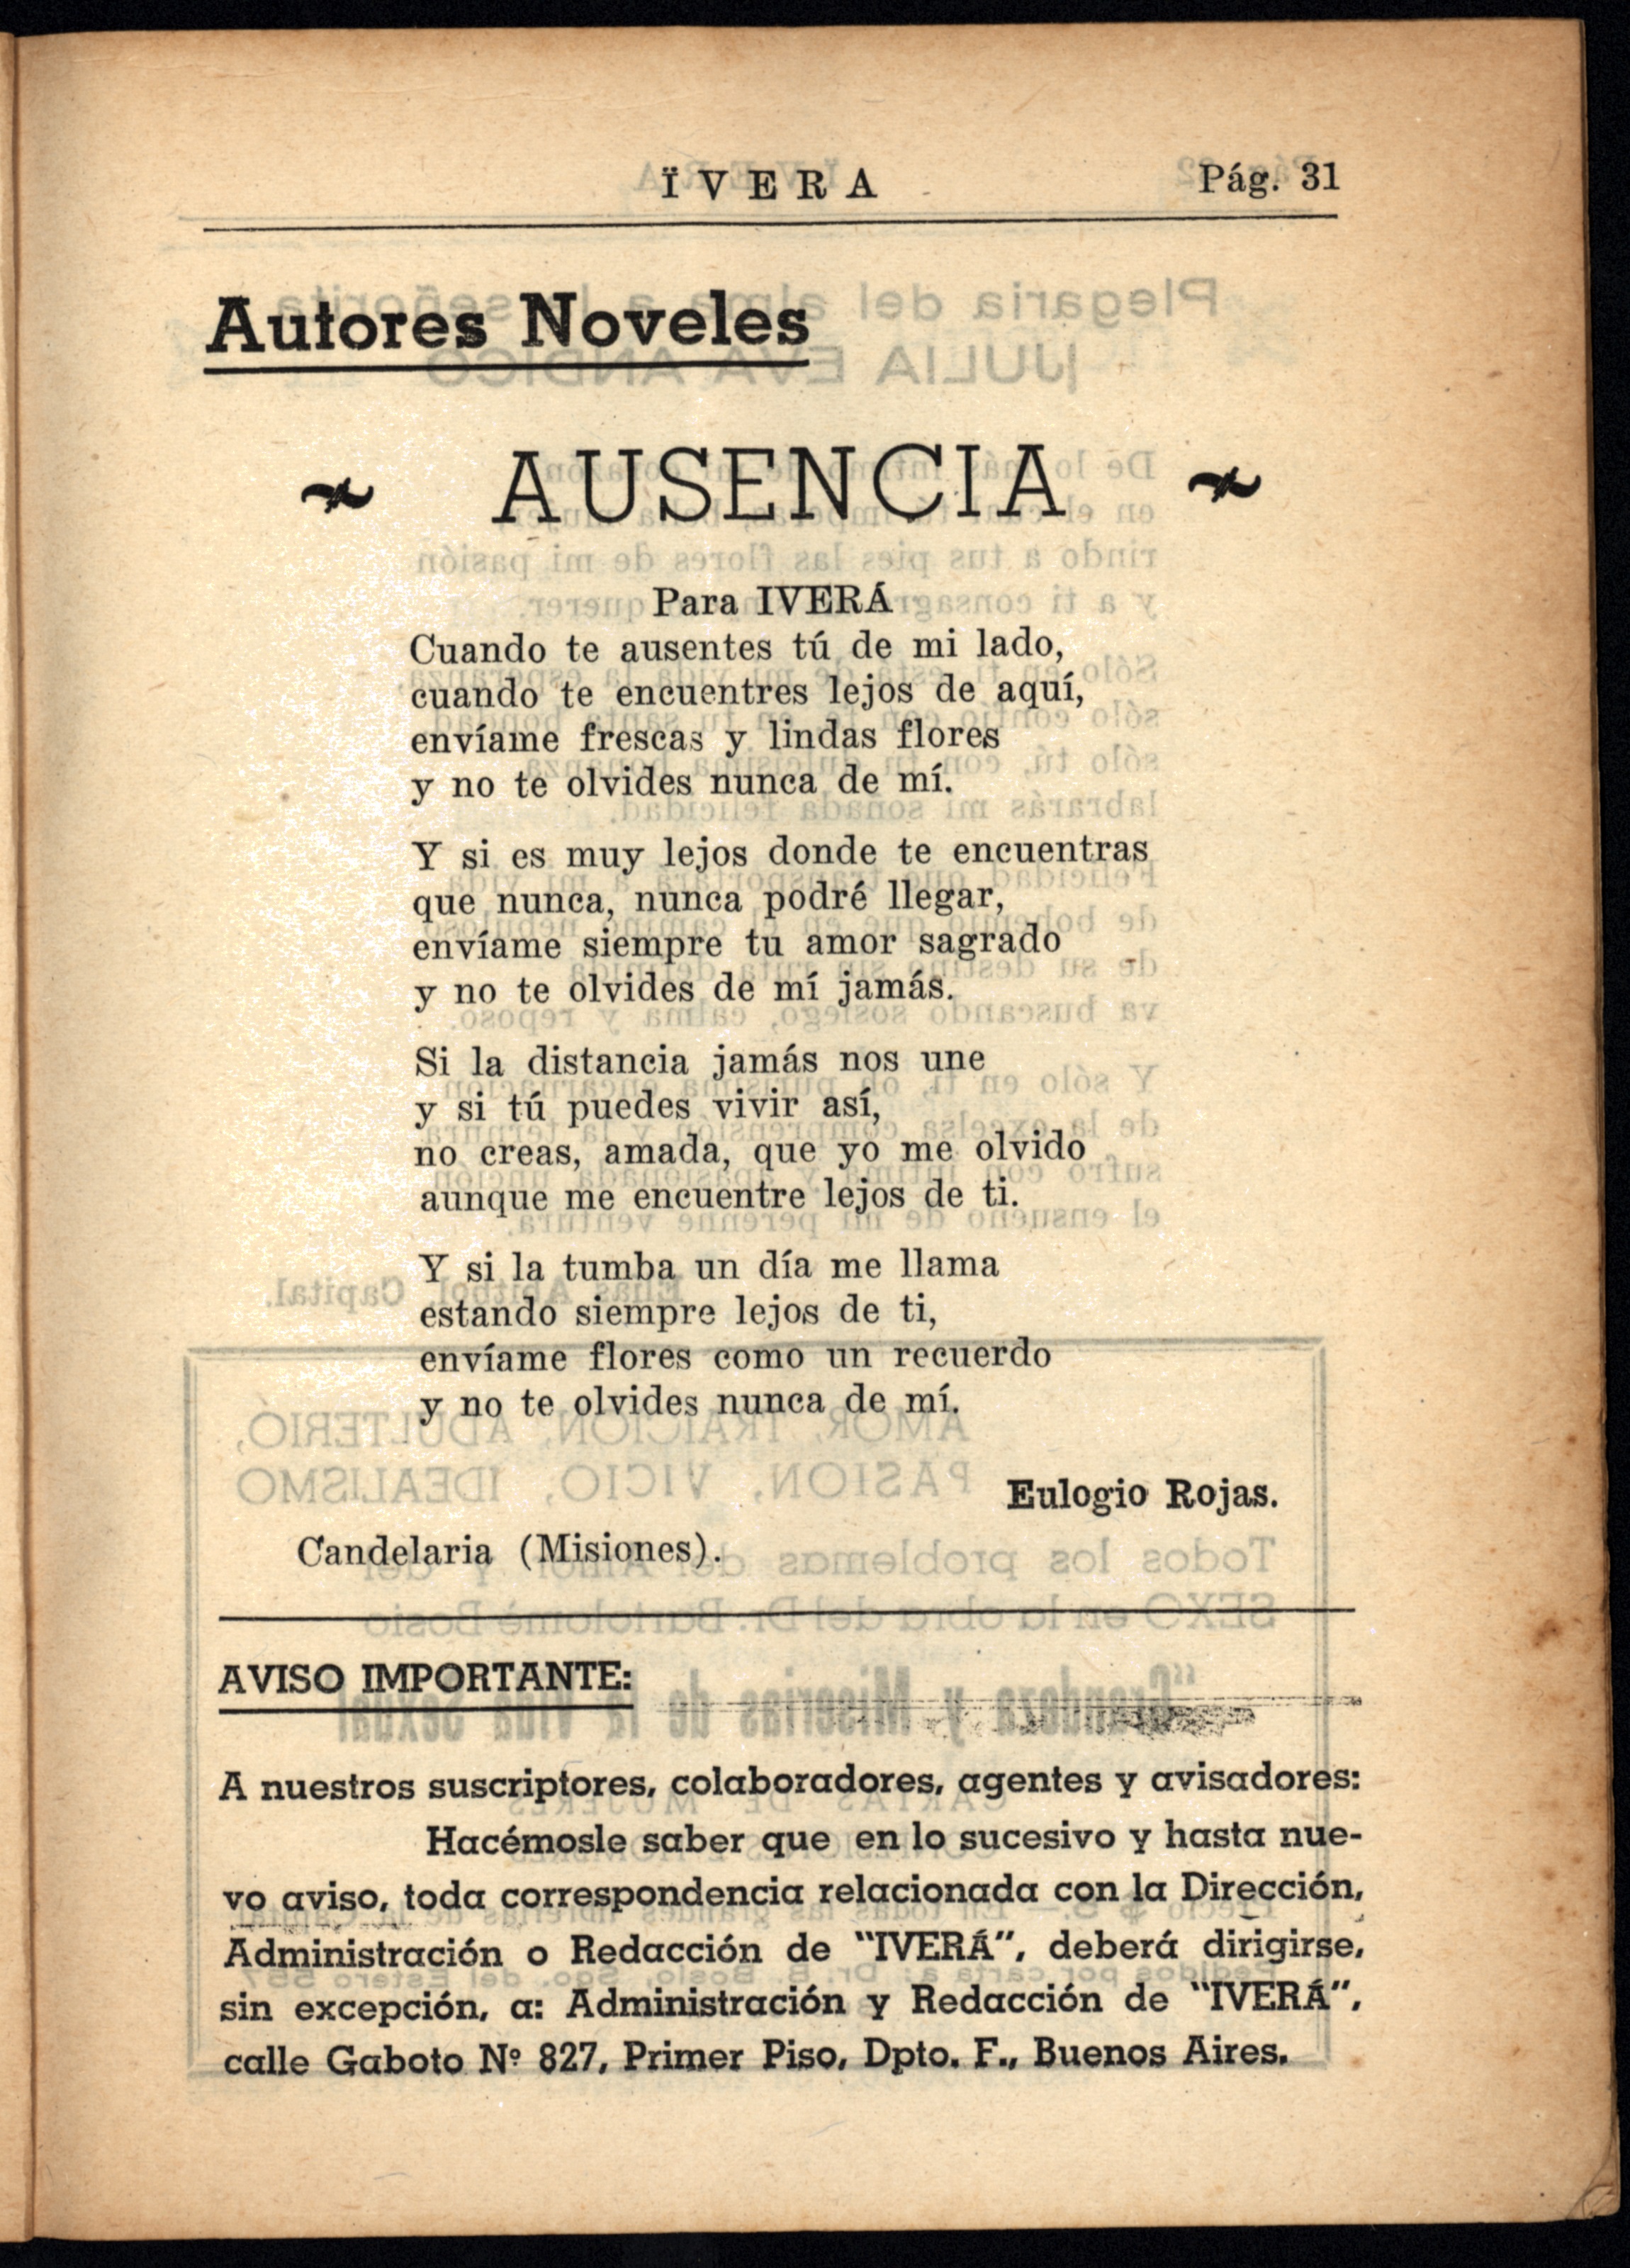 ÏVERA
Pág. 31
Autores Noveles
AUSENCIA
Para IVERÁ
Cuando te ausentes tú de mi lado,
cuando te encuentres lejos de aquí,
envíame frescas y lindas flores
y no te olvides nunca de mí.
Y si es muy lejos donde te encuentras
que nunca, nunca podré llegar,
envíame siempre tu amor sagrado
y no te olvides de mí jamás.
Si la distancia jamás nos une
y si tú puedes vivir así,
no creas, amada, que yo me olvido
aunque me encuentre lejos de ti.
Y si la tumba un día me llama
estando siempre lejos de ti,
envíame flores como un recuerdo
y no te olvides nunca de mí.
Eulogio Rojas.
Candelaria (Misiones).
AVISO IMPORTANTE:
A nuestros suscriptores, colaboradores, agentes y avisadores:
Hacémosle saber que en lo sucesivo y hasta nue-
vo aviso, toda correspondencia relacionada con la Dirección,
Administración o Redacción de "IVERÁ", deberá dirigirse,
sin excepción, a: Administración y Redacción de "IVERÁ",
calle Gaboto Nº 827, Primer Piso, Dpto. F., Buenos Aires.